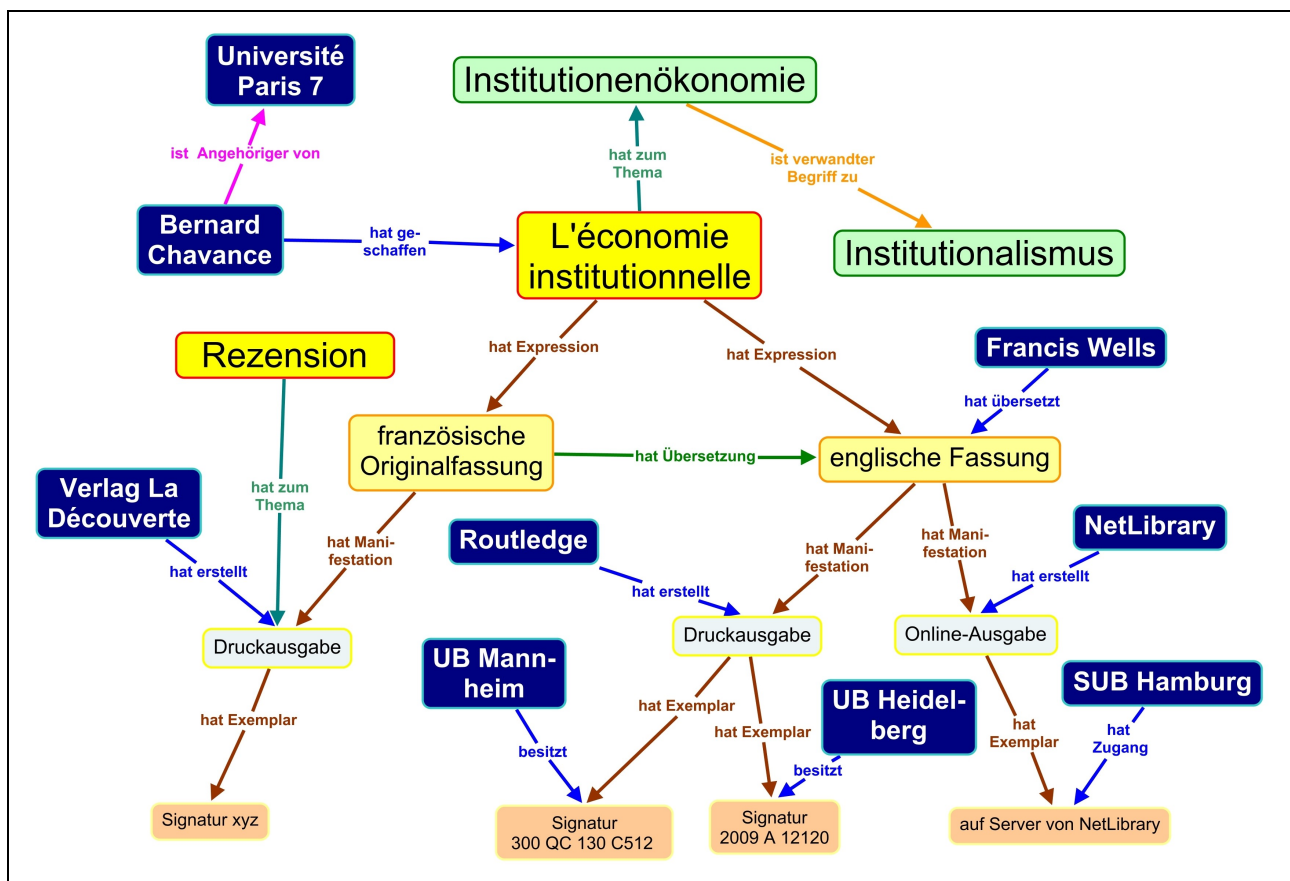 Université
Paris 7
Institutionenökonomie
ist Angehöriger von
hat zum
Thema
ist verwandter
Begriff zu
Bernard
Chavance
hat ge-
schaffen
L'économie
institutionnelle
Institutionalismus
Rezension
hat Expression
hat Expression
Francis Wells
hat übersetzt
französische
Originalfassung
hat Übersetzung
englische Fassung
Verlag La
Découverte
hat zum
Thema
hat Mani-
festation
Routledge
hat Mani-
festation
hat Mani-
festation
NetLibrary
hat erstellt
hat erstellt
hat erstellt
Druckausgabe
Druckausgabe
Online-Ausgabe
UB Mann-
heim
SUB Hamburg
UB Heidel-
berg
hat Exemplar
hat Exemplar
hat Exemplar
hat
Exemplar
hat
Zugang
besitzt
besitzt
Signatur xyz
Signatur
300 QC 130 C512
Signatur
2009 A 12120
auf Server von NetLibrary